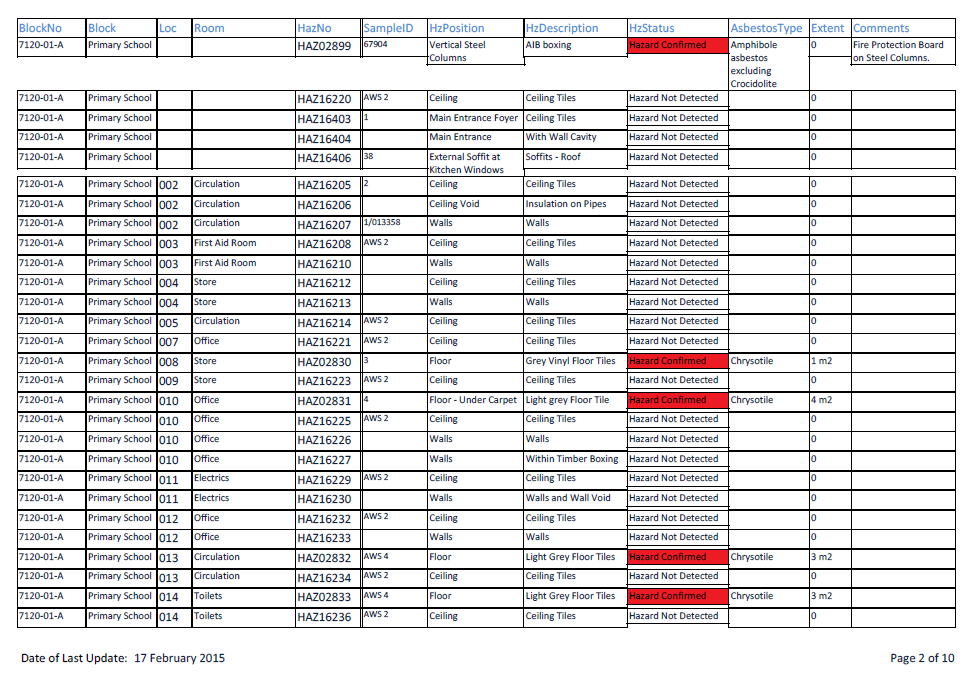 BlockNo Block Loc Room HazNo SampleID HzPosition HzDescription HzStatus AsbestosType Extent Comments
7120-01-A Primary School HAZ02899 67904 Vertical Steel AIB boxing Hazard Confirmed Amphibole 0 Fire Protection Board
Columns asbestos on Steel Columns.
excluding
Crocidolite
7120-01-A Primary School HAZ16220 AWS 2 Ceiling Ceiling Tiles Hazard Not Detected 0
7120-01-A Primary School HAZ16403 1 Main Entrance Foyer Ceiling Tiles Hazard Not Detected 0
7120-01-A Primary School HAZ16404 Main Entrance With Wall Cavity Hazard Not Detected 0
7120-01-A Primary School HAZ16406 38 External Soffit at Soffits - Roof Hazard Not Detected 0
Kitchen Windows
7120-01-A Primary School 002 Circulation HAZ16205 2 Ceiling Ceiling Tiles Hazard Not Detected 0
7120-01-A Primary School 002 Circulation HAZ16206 Ceiling Void Insulation on Pipes Hazard Not Detected 0
7120-01-A Primary School 002 Circulation HAZ16207 1/013358 Walls Walls Hazard Not Detected 0
7120-01-A Primary School 003 First Aid Room HAZ16208 AWS 2 Ceiling Ceiling Tiles Hazard Not Detected 0
7120-01-A Primary School 003 First Aid Room HAZ16210 Walls Walls Hazard Not Detected 0
7120-01-A Primary School 004 Store HAZ16212 Ceiling Ceiling Tiles Hazard Not Detected 0
7120-01-A Primary School 004 Store HAZ16213 Walls Walls Hazard Not Detected 0
7120-01-A Primary School 005 Circulation HAZ16214 AWS 2 Ceiling Ceiling Tiles Hazard Not Detected 0
7120-01-A Primary School 007 Office HAZ16221 AWS 2 Ceiling Ceiling Tiles Hazard Not Detected 0
7120-01-A Primary School 008 Store HAZ02830 3 Floor Grey Vinyl Floor Tiles Hazard Confirmed Chrysotile 1 m2
7120-01-A Primary School 009 Store HAZ16223 AWS 2 Ceiling Ceiling Tiles Hazard Not Detected 0
7120-01-A Primary School 010 Office HAZ02831 4 Floor - Under Carpet Light grey Floor Tile Hazard Confirmed Chrysotile 4 m2
7120-01-A Primary School 010 Office HAZ16225 AWS 2 Ceiling Ceiling Tiles Hazard Not Detected 0
7120-01-A Primary School 010 Office HAZ16226 Walls Walls Hazard Not Detected 0
7120-01-A Primary School 010 Office HAZ16227 Walls Within Timber Boxing Hazard Not Detected 0
7120-01-A Primary School 011 Electrics HAZ16229 AWS 2 Ceiling Ceiling Tiles Hazard Not Detected 0
7120-01-A Primary School 011 Electrics HAZ16230 Walls Walls and Wall Void Hazard Not Detected 0
7120-01-A Primary School 012 Office HAZ16232 AWS 2 Ceiling Ceiling Tiles Hazard Not Detected 0
7120-01-A Primary School 012 Office HAZ16233 Walls Walls Hazard Not Detected 0
7120-01-A Primary School 013 Circulation HAZ02832 AWS 4 Floor Light Grey Floor Tiles Hazard Confirmed Chrysotile 3 m2
7120-01-A Primary School 013 Circulation HAZ16234 AWS 2 Ceiling Ceiling Tiles Hazard Not Detected 0
7120-01-A Primary School 014 Toilets HAZ02833 AWS 4 Floor Light Grey Floor Tiles Hazard Confirmed Chrysotile 3 m2
7120-01-A Primary School 014 Toilets HAZ16236 AWS 2 Ceiling Ceiling Tiles Hazard Not Detected 0
Date of Last Update: 17 February 2015 Page 2 of 10